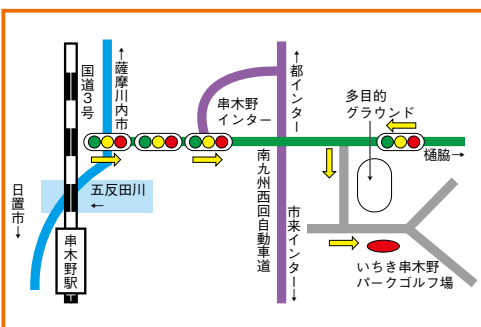 国道3号
↑薩摩川内市
串木野
インター
↑都インター
多目的
グラウンド
樋脇→
日置市↓
五反田川
←
南九州西回自動車道
市来インター↓
串木野駅
いちき串木野
パークゴルフ場